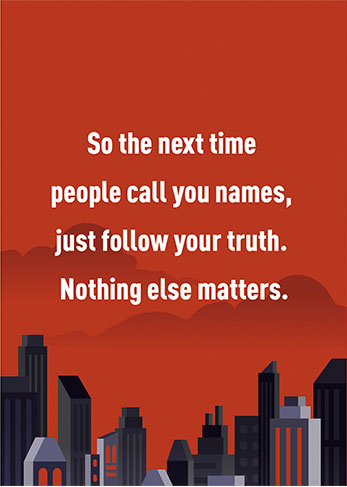 So the next time
people call you names,
just follow your truth.
Nothing else matters.